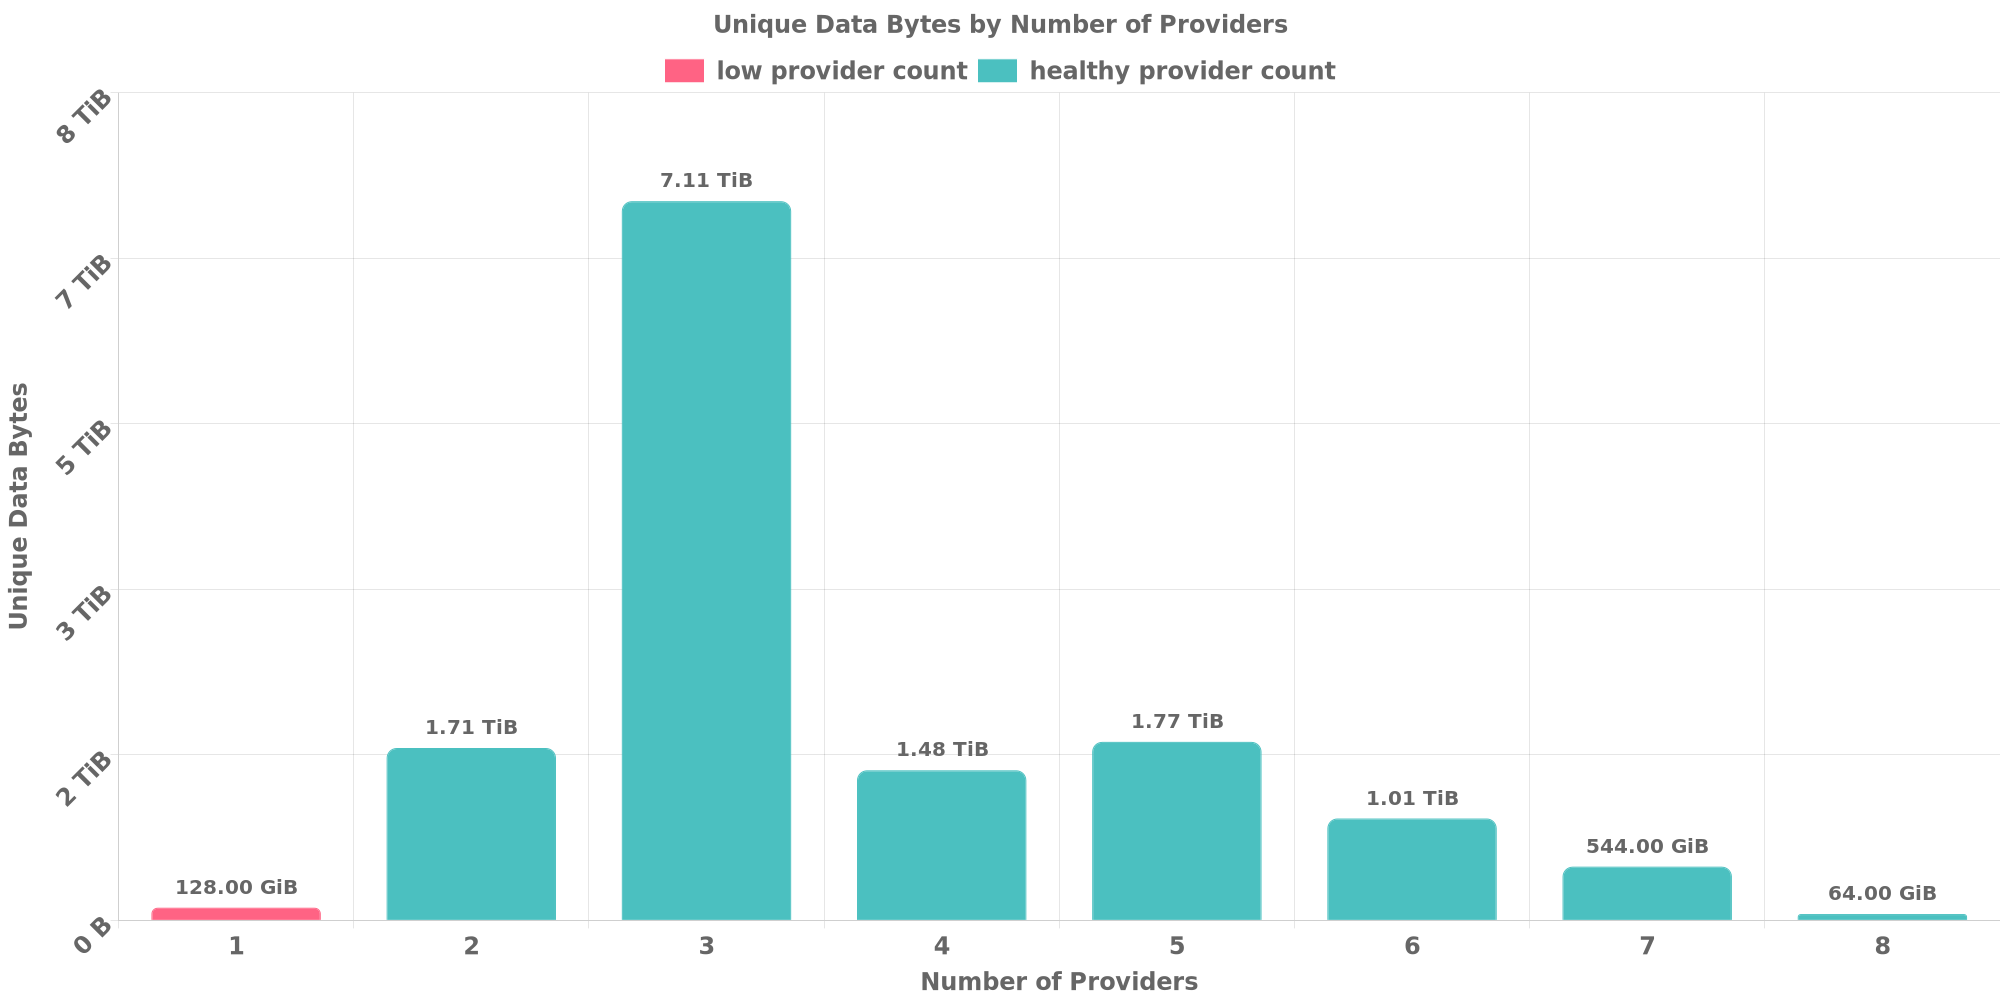 Unique Data Bytes by Number of Providers
low provider count healthy provider count
8 TiB
7 TiB
5 TiB
3 TiB
2 TiB
0 B
Unique Data Bytes
128.00 GiB
1.71 TiB
7.11 TiB
1.48 TiB
1.77 TiB
1.01 TiB
544.00 GiB
64.00 GiB
1 2 3 4 5 6 7 8
Number of Providers